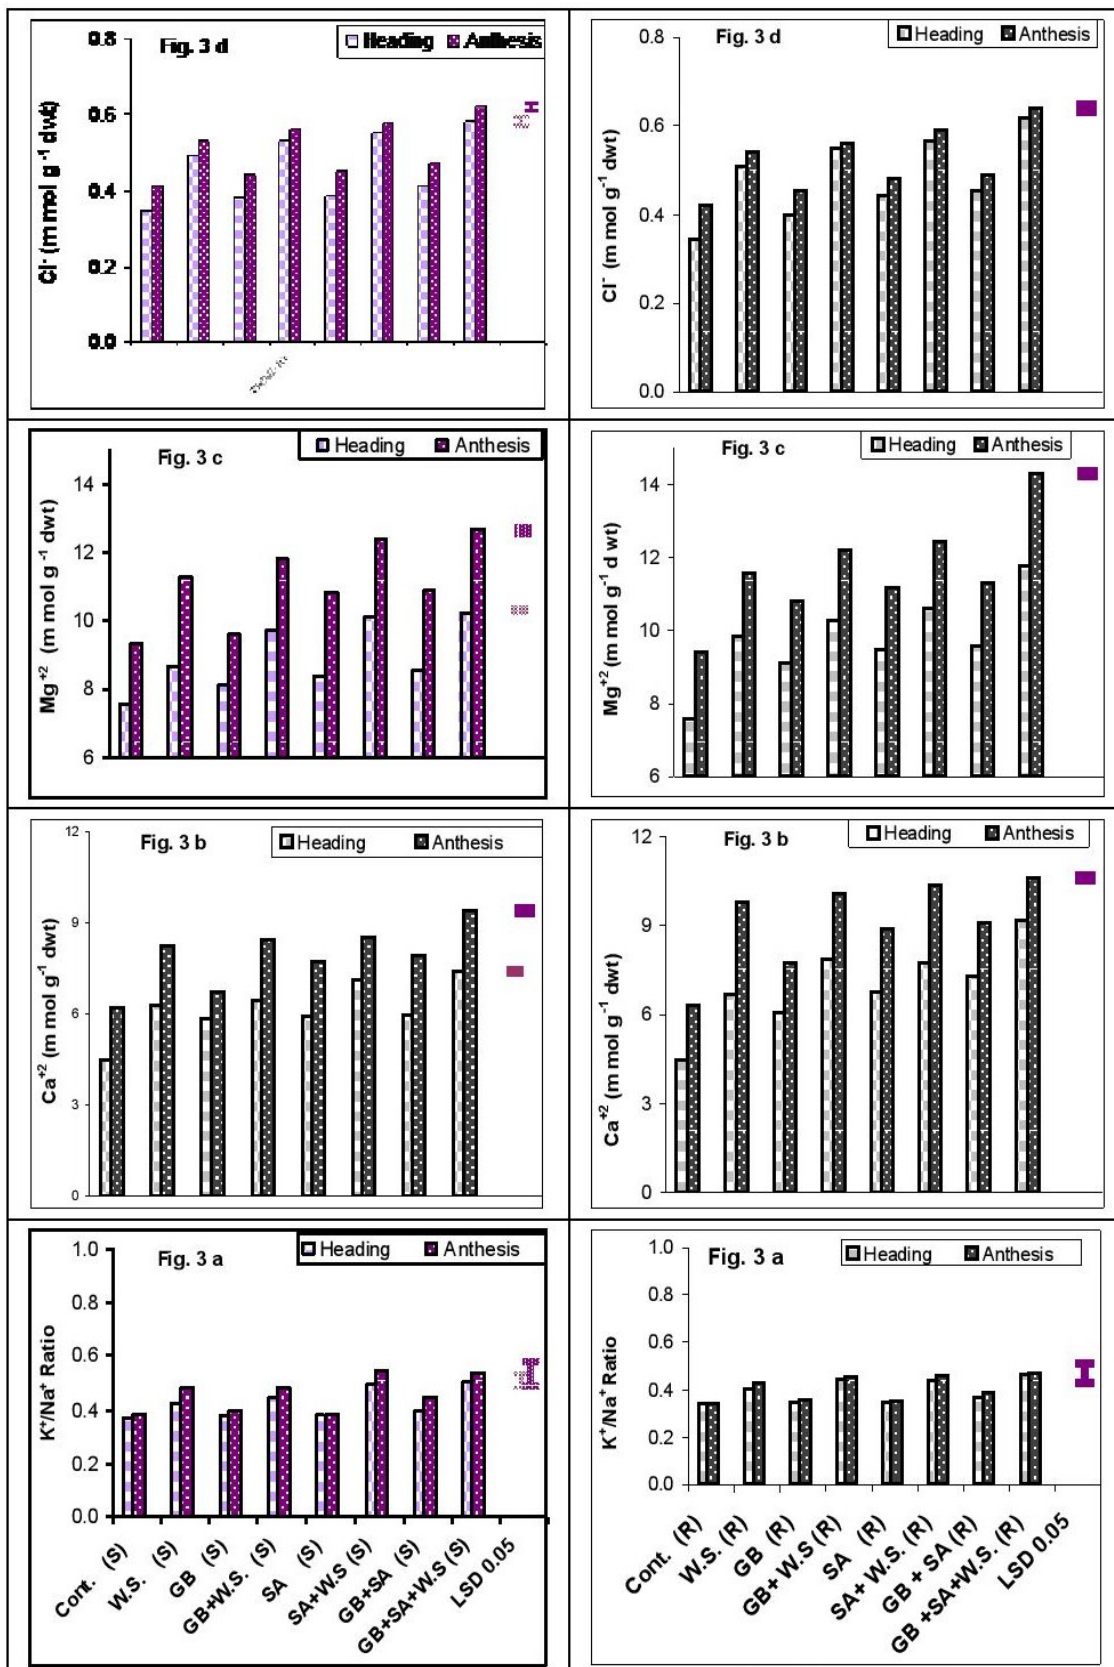 Fig. 3 d
Heading Anthesis
Cl- (m mol g-1 dwt)
0.8
0.6
0.4
0.2
0.0
Fig. 3 d
Heading Anthesis
Cl- (m mol g-1 dwt)
0.8
0.6
0.4
0.2
0.0
Fig. 3 c
Heading Anthesis
Mg+2 (m mol g-1 dwt)
14
12
10
8
6
Fig. 3 c
Heading Anthesis
Mg+2 (m mol g-1 d wt)
14
12
10
8
6
Fig. 3 b
Heading Anthesis
Ca+2 (m mol g-1 dwt)
12
9
6
3
0
Fig. 3 b
Heading Anthesis
Ca+2 (m mol g-1 dwt)
12
9
6
3
0
Fig. 3 a
Heading Anthesis
K+/Na+ Ratio
1.0
0.8
0.6
0.4
0.2
0.0
Cont. (S)
W.S. (S)
GB (S)
GB+W.S. (S)
SA (S)
SA+W.S (S)
GB+SA (S)
GB+SA+W.S (S)
LSD 0.05
Fig. 3 a
Heading Anthesis
K+/Na+ Ratio
1.0
0.8
0.6
0.4
0.2
0.0
Cont. (R)
W.S. (R)
GB (R)
GB+ W.S (R)
SA (R)
SA+ W.S. (R)
GB + SA (R)
GB +SA+W.S. (R)
LSD 0.05